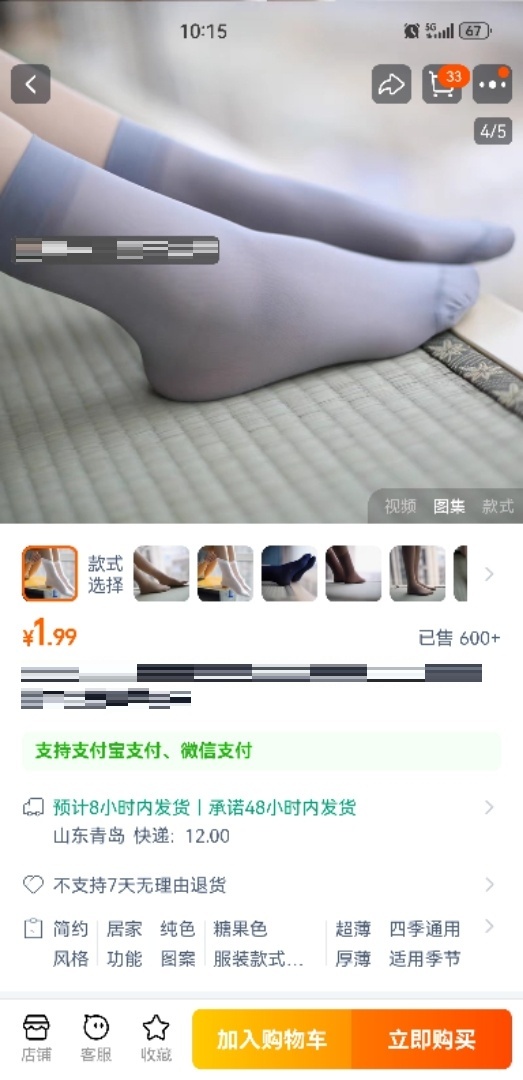 10:15
5G
67
33
4/5
视频 图集 款式
款式
选择
¥1.99
已售 600+
支持支付宝支付、微信支付
预计8小时内发货 | 承诺48小时内发货
山东青岛 快递: 12.00
不支持7天无理由退货
简约 居家 纯色 糖果色 超薄 四季通用
风格 功能 图案 服装款式... 厚薄 适用季节
店铺 客服 收藏 加入购物车 立即购买